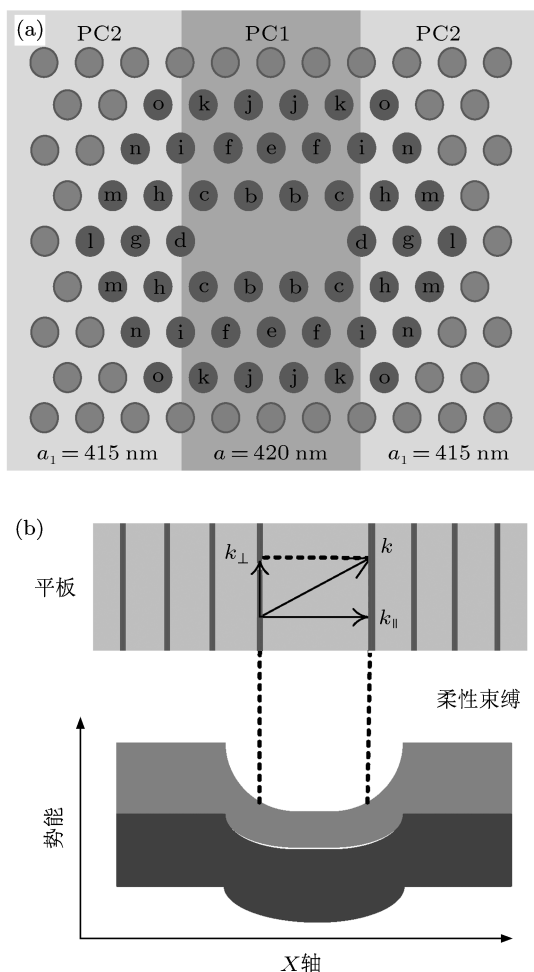 (a)
PC2 PC1 PC2
o k j j k o
n i f e f i n
m h c b b c h m
l g d d g l
m h c b b c h m
n i f e f i n
o k j j k o
a₁ = 415 nm a = 420 nm a₁ = 415 nm
(b)
k⊥ k
平板
k∥
柔性束缚
势能
X轴